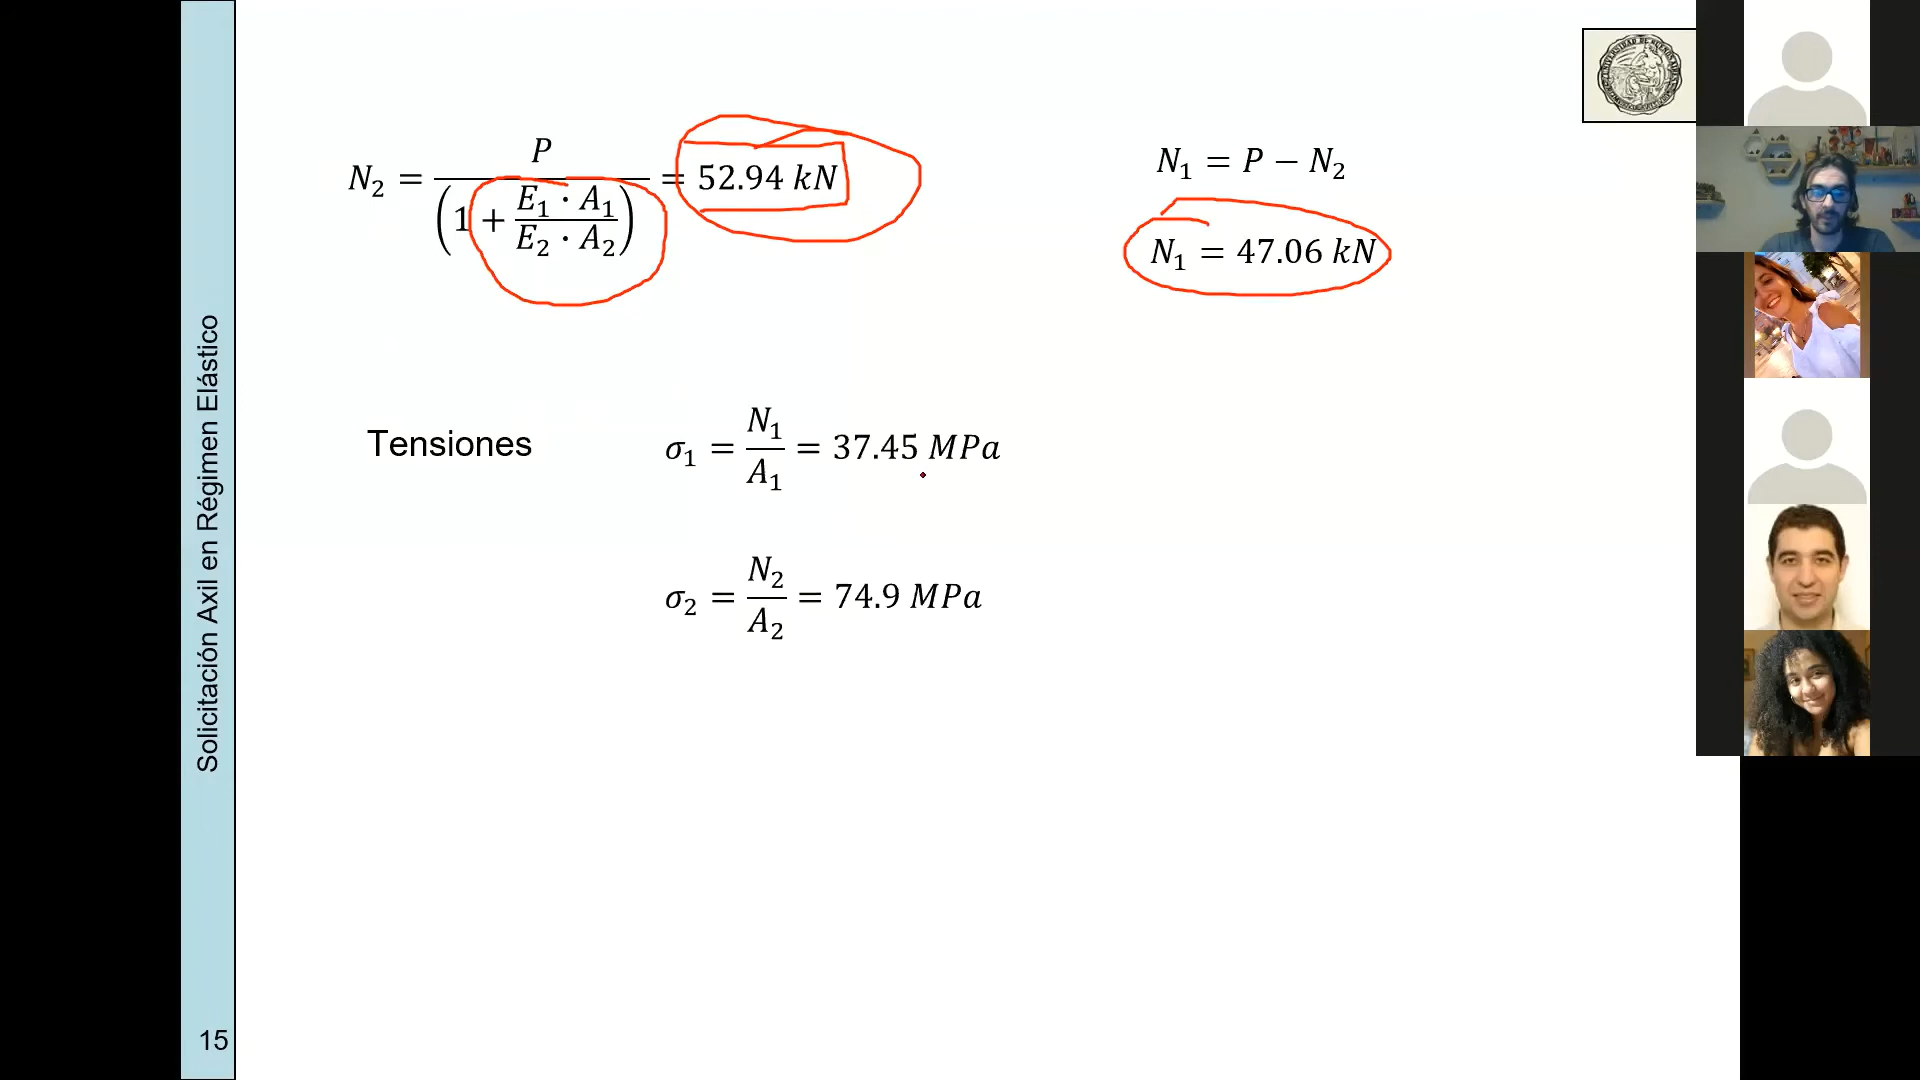 N₂ = P / (1 + E₁ · A₁ / E₂ · A₂) = 52.94 kN
N₁ = P − N₂
N₁ = 47.06 kN
Tensiones
σ₁ = N₁ / A₁ = 37.45 MPa
σ₂ = N₂ / A₂ = 74.9 MPa
Solicitación Axil en Régimen Elástico
15